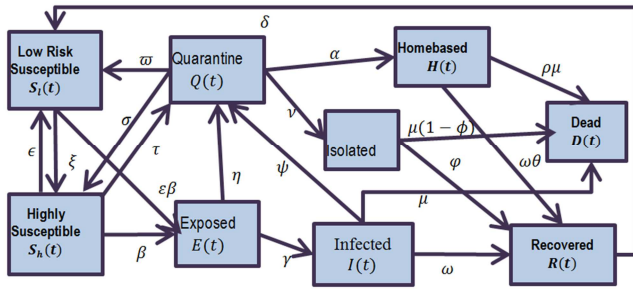 δ
Low Risk
Susceptible
S_l(t)
ϖ
Quarantine
Q(t)
α
Homebased
H(t)
ρμ
σ
ν
μ(1 − ϕ)
Dead
D(t)
Isolated
ϵ
ξ
τ
εβ
η
ψ
φ
ωθ
μ
Highly
Susceptible
S_h(t)
β
Exposed
E(t)
γ
Infected
I(t)
ω
Recovered
R(t)